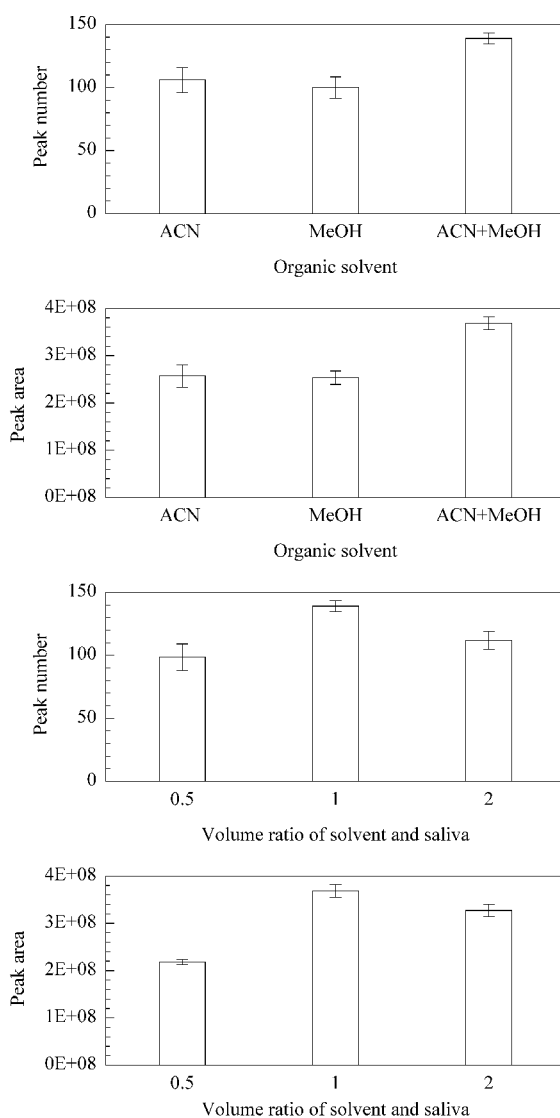 150
100
50
0
Peak number
ACN MeOH ACN+MeOH
Organic solvent
4E+08
3E+08
2E+08
1E+08
0E+08
Peak area
ACN MeOH ACN+MeOH
Organic solvent
150
100
50
0
Peak number
0.5 1 2
Volume ratio of solvent and saliva
4E+08
3E+08
2E+08
1E+08
0E+08
Peak area
0.5 1 2
Volume ratio of solvent and saliva